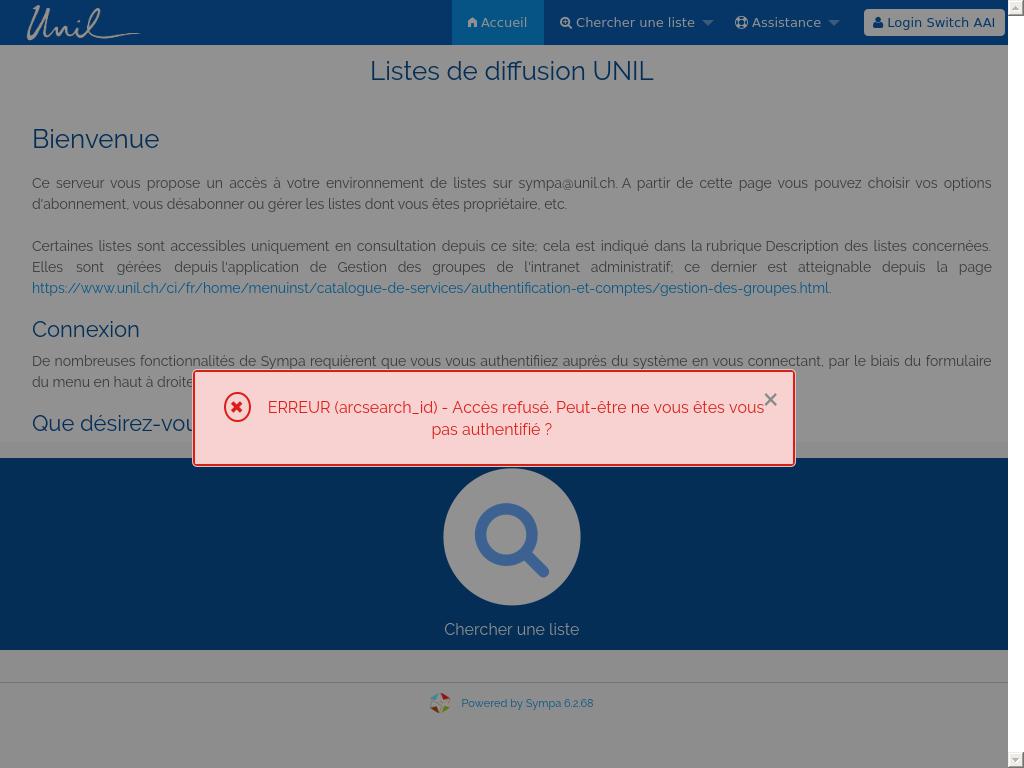 Unil
Accueil
Chercher une liste
Assistance
Login Switch AAI
Listes de diffusion UNIL
Bienvenue
Ce serveur vous propose un accès à votre environnement de listes sur sympa@unil.ch. A partir de cette page vous pouvez choisir vos options
d'abonnement, vous désabonner ou gérer les listes dont vous êtes propriétaire, etc.
Certaines listes sont accessibles uniquement en consultation depuis ce site; cela est indiqué dans la rubrique Description des listes concernées.
Elles sont gérées depuis l'application de Gestion des groupes de l'intranet administratif; ce dernier est atteignable depuis la page
https://www.unil.ch/ci/fr/home/menuinst/catalogue-de-services/authentification-et-comptes/gestion-des-groupes.html.
Connexion
De nombreuses fonctionnalités de Sympa requièrent que vous vous authentifiiez auprès du système en vous connectant, par le biais du formulaire
du menu en haut à droite
ERREUR (arcsearch_id) - Accès refusé. Peut-être ne vous êtes vous
pas authentifié ?
Que désirez-vou
Chercher une liste
Powered by Sympa 6.2.68